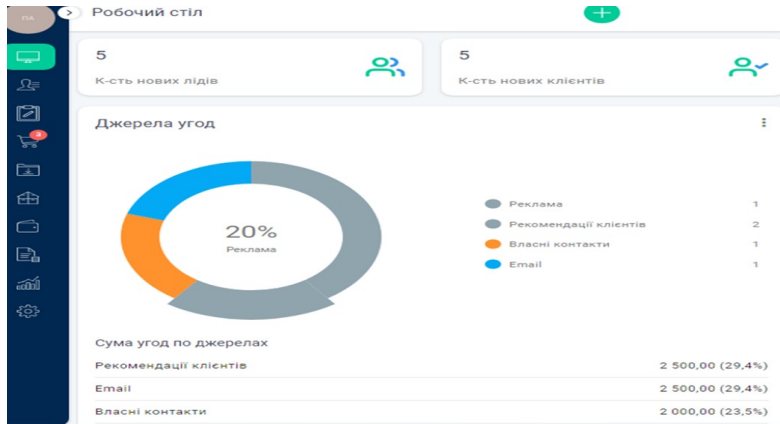 ПА
Робочий стіл
5
К-сть нових лідів
5
К-сть нових клієнтів
3
Джерела угод
20%
Реклама
Реклама 1
Рекомендації клієнтів 2
Власні контакти 1
Email 1
Сума угод по джерелах
Рекомендації клієнтів 2 500,00 (29,4%)
Email 2 500,00 (29,4%)
Власні контакти 2 000,00 (23,5%)